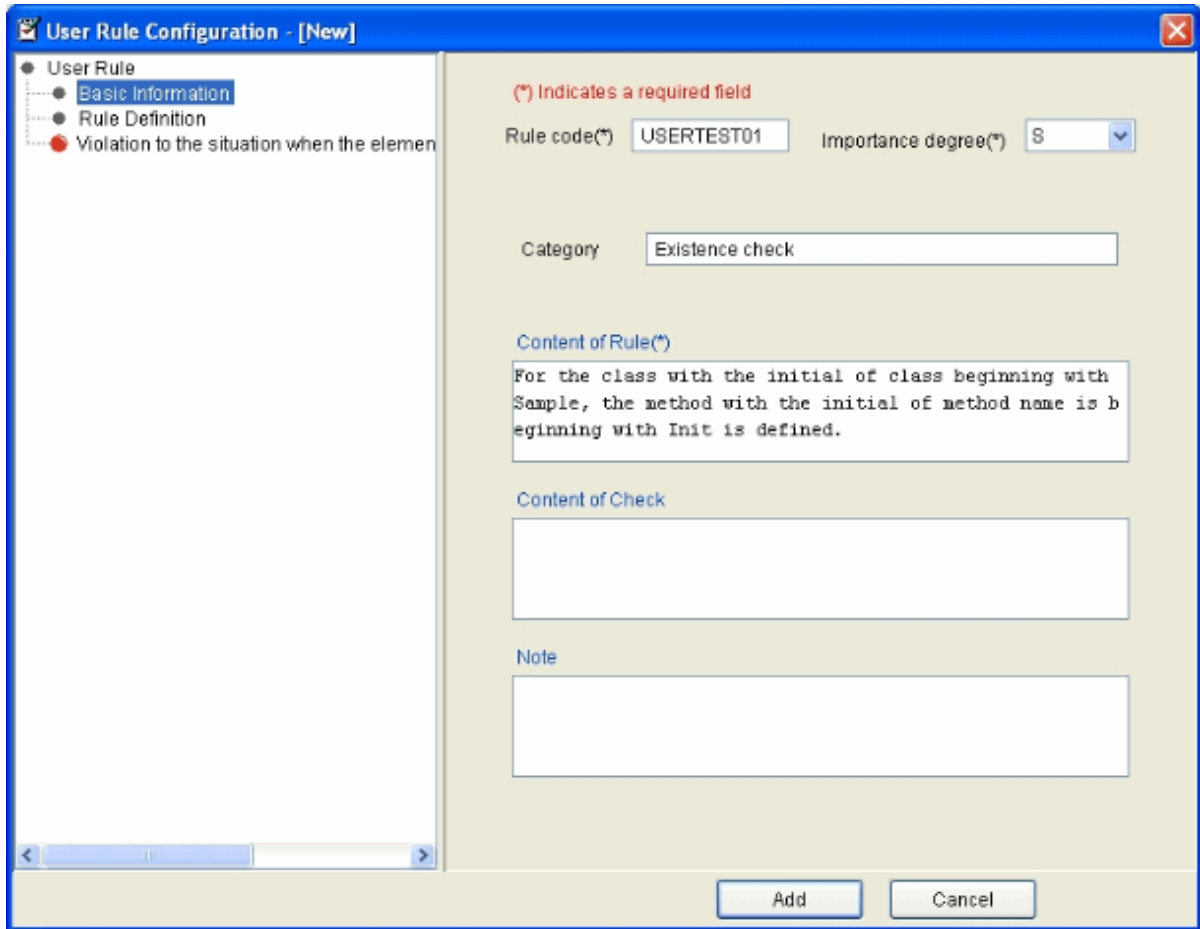 User Rule Configuration - [New]
User Rule
Basic Information
Rule Definition
Violation to the situation when the elemen
(*) Indicates a required field
Rule code(*) USERTEST01 Importance degree(*) S
Category Existence check
Content of Rule(*)
For the class with the initial of class beginning with
Sample, the method with the initial of method name is b
eginning with Init is defined.
Content of Check
Note
Add Cancel